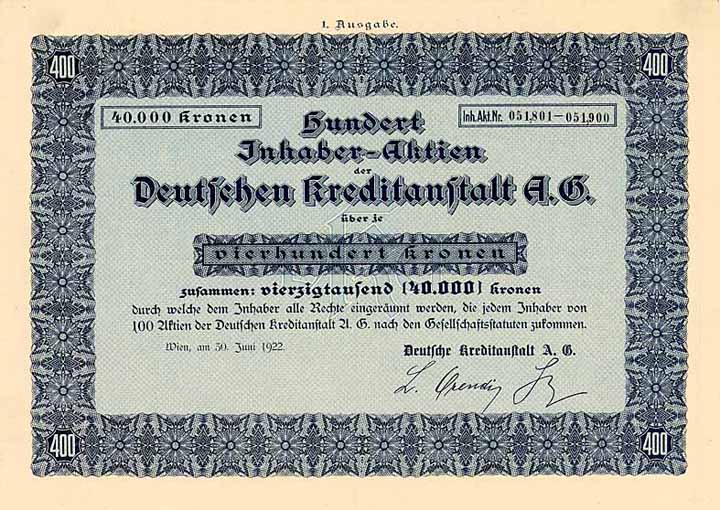 1. Ausgabe.
400 400
40.000 Kronen
Inh.Akt.Nr. 051,801—051,900
Hundert
Inhaber-Aktien
der
Deutschen Kreditanstalt A.G.
über je
vierhundert Kronen
zusammen: vierzigtausend (40.000) Kronen
durch welche dem Inhaber alle Rechte eingeräumt werden, die jedem Inhaber von
100 Aktien der Deutschen Kreditanstalt A. G. nach den Gesellschaftsstatuten zukommen.
Wien, am 30. Juni 1922.
Deutsche Kreditanstalt A. G.
400 400